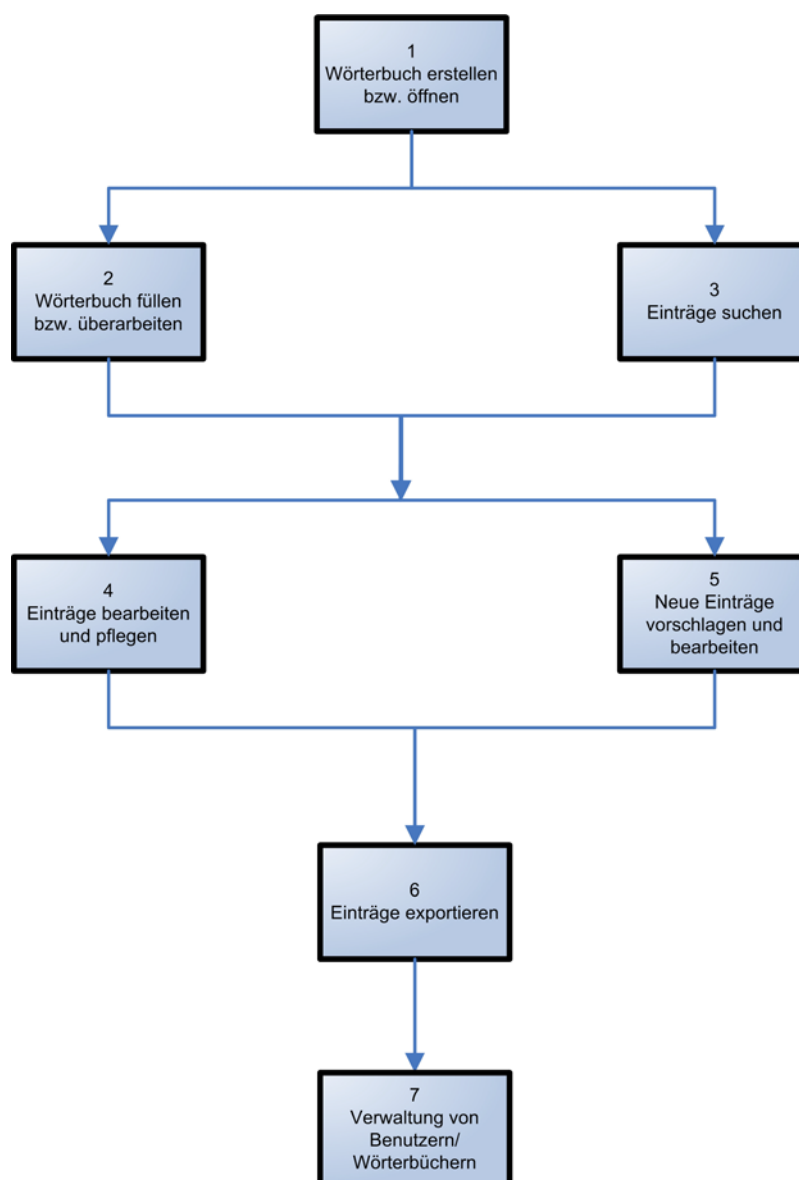 1
Wörterbuch erstellen
bzw. öffnen
2
Wörterbuch füllen
bzw. überarbeiten
3
Einträge suchen
4
Einträge bearbeiten
und pflegen
5
Neue Einträge
vorschlagen und
bearbeiten
6
Einträge exportieren
7
Verwaltung von
Benutzern/
Wörterbüchern